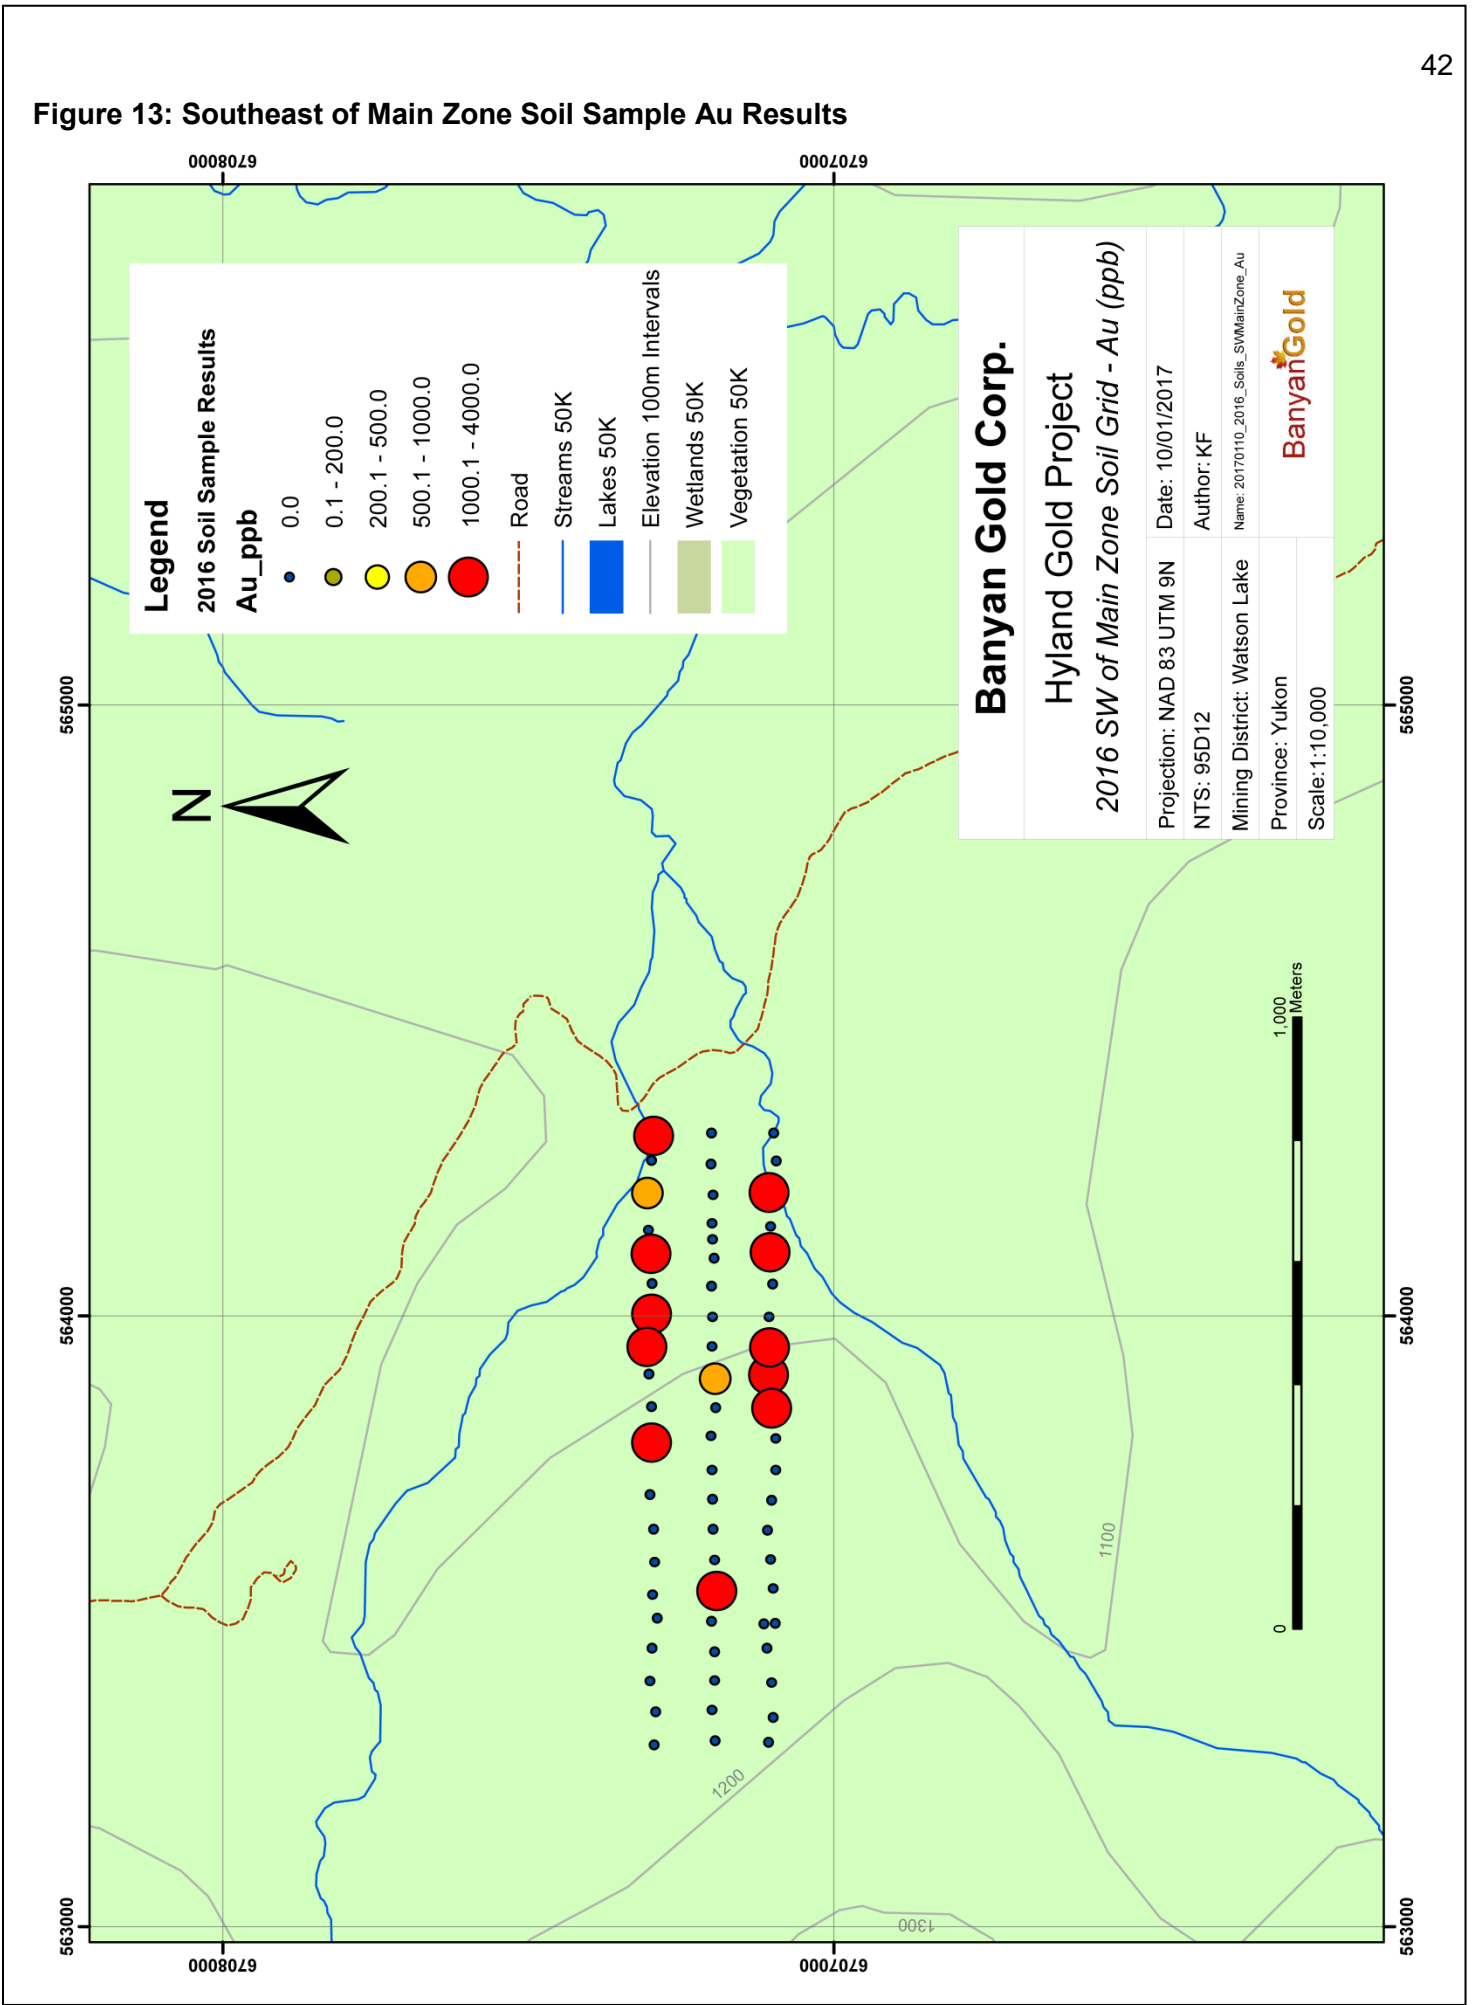 42
Figure 13: Southeast of Main Zone Soil Sample Au Results
6708000
6707000
563000
564000
565000
N
Legend
2016 Soil Sample Results
Au_ppb
0.0
0.1 - 200.0
200.1 - 500.0
500.1 - 1000.0
1000.1 - 4000.0
Road
Streams 50K
Lakes 50K
Elevation 100m Intervals
Wetlands 50K
Vegetation 50K
1200
1300
1100
0
1,000
Meters
Banyan Gold Corp.
Hyland Gold Project
2016 SW of Main Zone Soil Grid - Au (ppb)
Projection: NAD 83 UTM 9N
Date: 10/01/2017
NTS: 95D12
Author: KF
Mining District: Watson Lake
Name: 20170110_2016_Soils_SWMainZone_Au
Province: Yukon
Scale:1:10,000
BanyanGold
563000
564000
565000
6708000
6707000